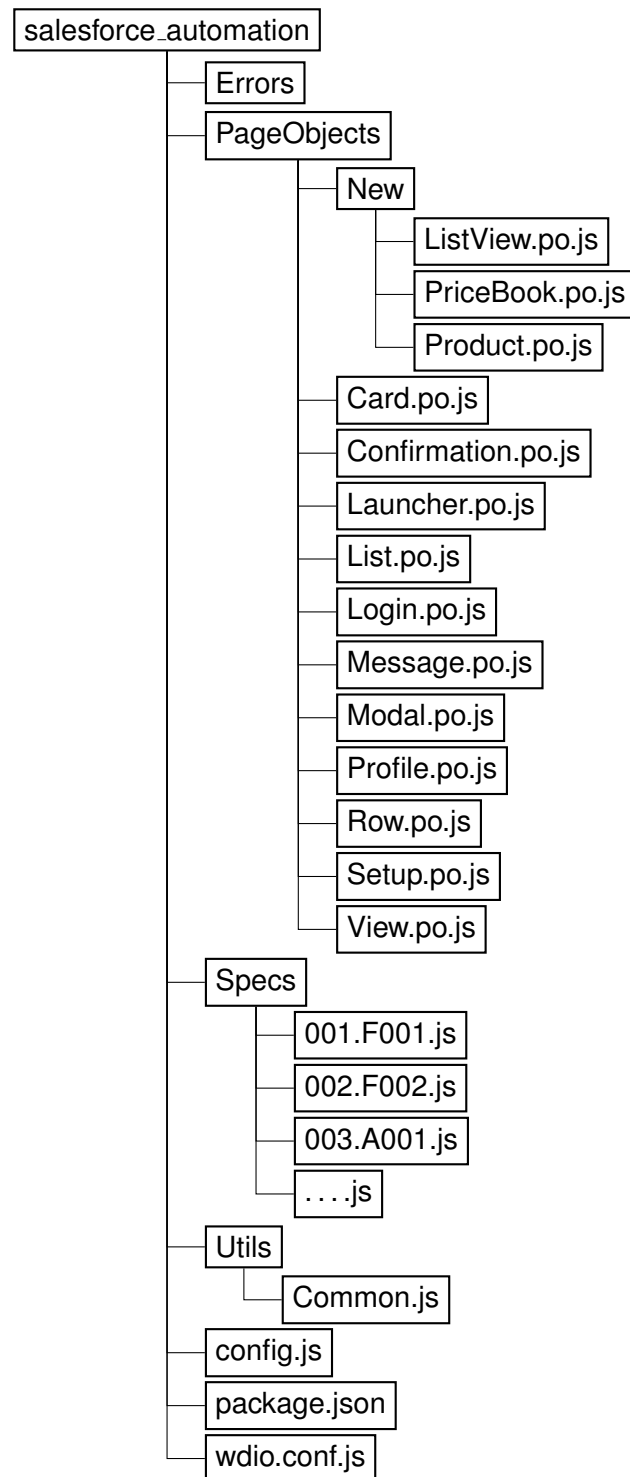 salesforce_automation
Errors
PageObjects
New
ListView.po.js
PriceBook.po.js
Product.po.js
Card.po.js
Confirmation.po.js
Launcher.po.js
List.po.js
Login.po.js
Message.po.js
Modal.po.js
Profile.po.js
Row.po.js
Setup.po.js
View.po.js
Specs
001.F001.js
002.F002.js
003.A001.js
. . . .js
Utils
Common.js
config.js
package.json
wdio.conf.js